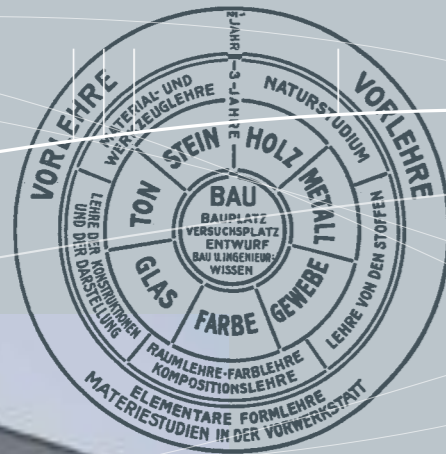 ½ JAHR
VORLEHRE
VORLEHRE
3 JAHRE
MATERIAL- UND
WERKZEUGLEHRE
NATURSTUDIUM
LEHRE VON DEN STOFFEN
RAUMLEHRE·FARBLEHRE
KOMPOSITIONSLEHRE
LEHRE DER KONSTRUKTIONEN
UND DER DARSTELLUNG
STEIN
HOLZ
METALL
GEWEBE
FARBE
GLAS
TON
BAU
BAUPLATZ
VERSUCHSPLATZ
ENTWURF
BAU U.INGENIEUR:
WISSEN
ELEMENTARE FORMLEHRE
MATERIESTUDIEN IN DER VORWERKSTATT